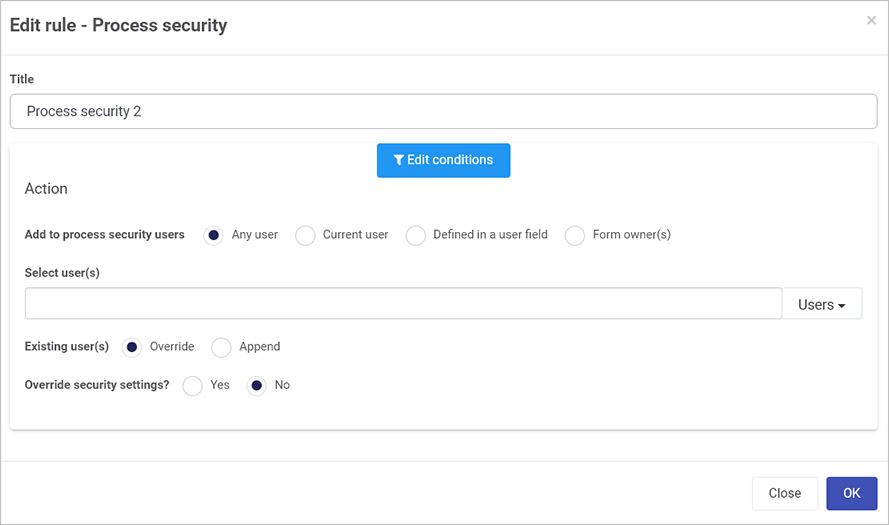 Edit rule - Process security ×
Title
Process security 2
Edit conditions
Action
Add to process security users Any user Current user Defined in a user field Form owner(s)
Select user(s)
Users
Existing user(s) Override Append
Override security settings? Yes No
Close OK